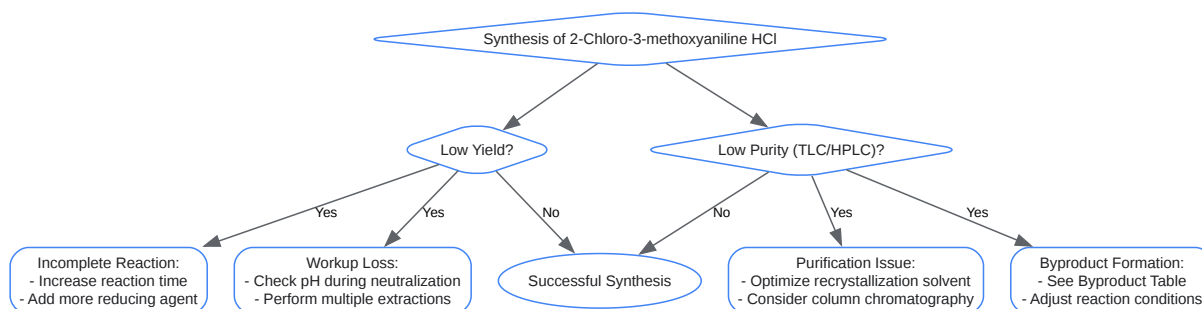 Synthesis of 2-Chloro-3-methoxyaniline HCl
Low Yield?
Low Purity (TLC/HPLC)?
Yes
Yes
No
No
Yes
Yes
Incomplete Reaction:
- Increase reaction time
- Add more reducing agent
Workup Loss:
- Check pH during neutralization
- Perform multiple extractions
Successful Synthesis
Purification Issue:
- Optimize recrystallization solvent
- Consider column chromatography
Byproduct Formation:
- See Byproduct Table
- Adjust reaction conditions